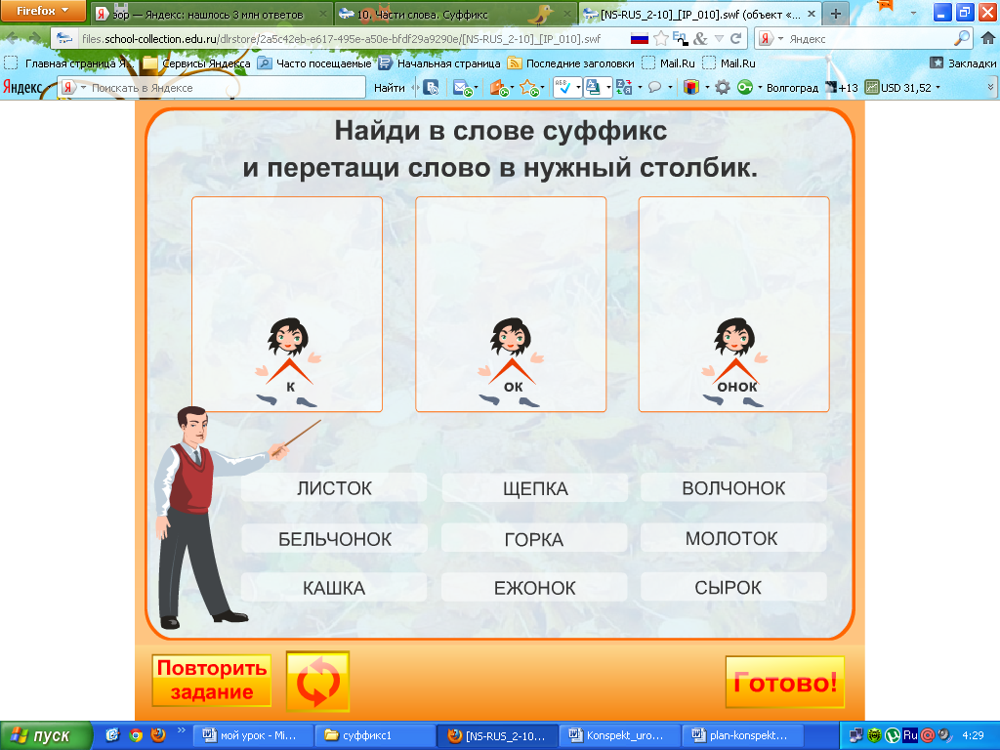 Firefox
зор — Яндекс: нашлось 3 млн ответов
10. Части слова. Суффикс
[NS-RUS_2-10]_[IP_010].swf (объект «...
files.school-collection.edu.ru/dlrstore/2a5c42eb-e617-495e-a50e-bfdf29a9290e/[NS-RUS_2-10]_[IP_010].swf
Яндекс
Главная страница Я...
Сервисы Яндекса
Часто посещаемые
Начальная страница
Последние заголовки
Mail.Ru
Mail.Ru
Закладки
Яндекс
Поискать в Яндексе
Найти
Волгоград
+13
USD 31,52
Найди в слове суффикс
и перетащи слово в нужный столбик.
к
ок
онок
ЛИСТОК
ЩЕПКА
ВОЛЧОНОК
БЕЛЬЧОНОК
ГОРКА
МОЛОТОК
КАШКА
ЕЖОНОК
СЫРОК
Повторить
задание
Готово!
пуск
мой урок - Mi...
суффикс1
[NS-RUS_2-10...
Konspekt_uro...
plan-konspekt...
Ru
4:29